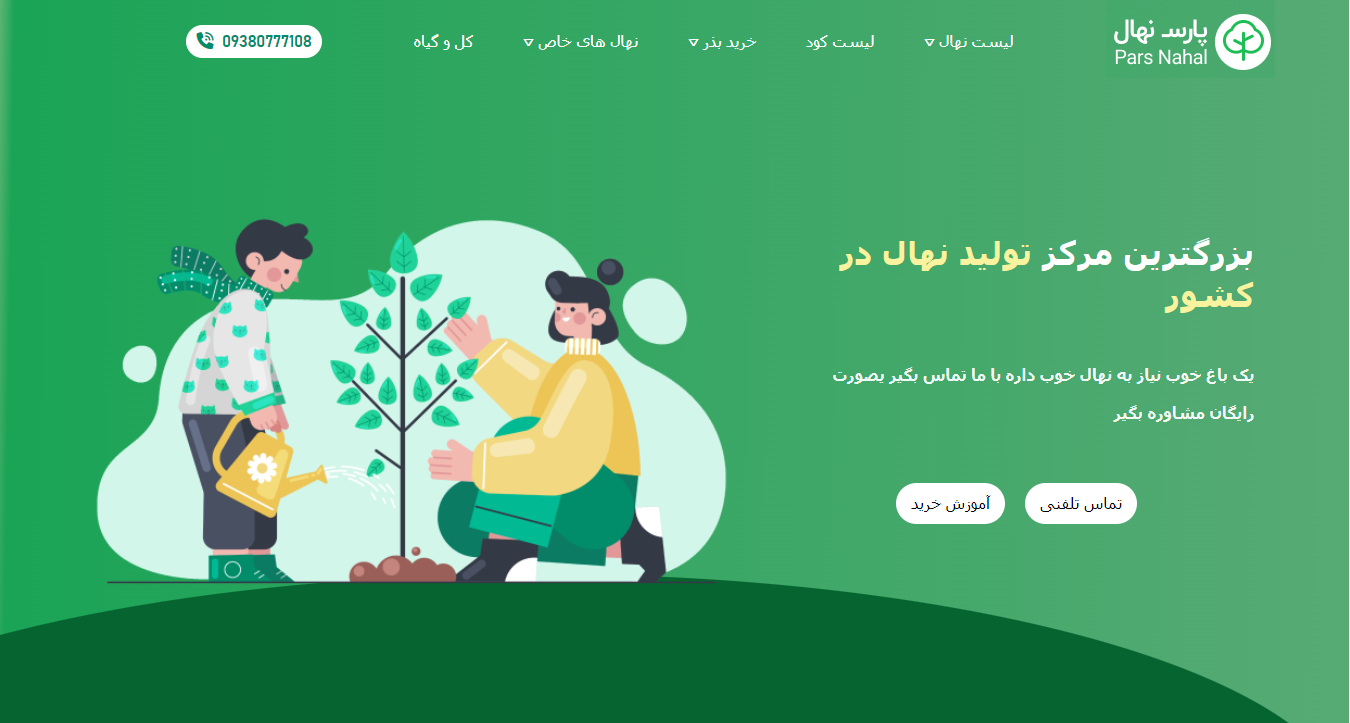 پارسـ نهال
Pars Nahal
لیست نهال
لیست کود
خرید بذر
نهال های خاص
کل و گیاه
09380777108
بزرگترین مرکز تولید نهال در
کشور
یک باغ خوب نیاز به نهال خوب داره با ما تماس بگیر بصورت
رایگان مشاوره بگیر
تماس تلفنی
آموزش خرید